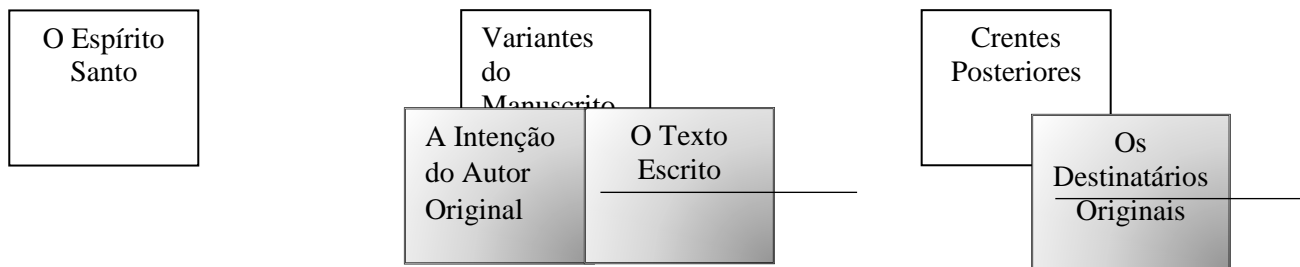 O Espírito
Santo
Variantes
do
Manuscrito
A Intenção
do Autor
Original
O Texto
Escrito
Crentes
Posteriores
Os
Destinatários
Originais